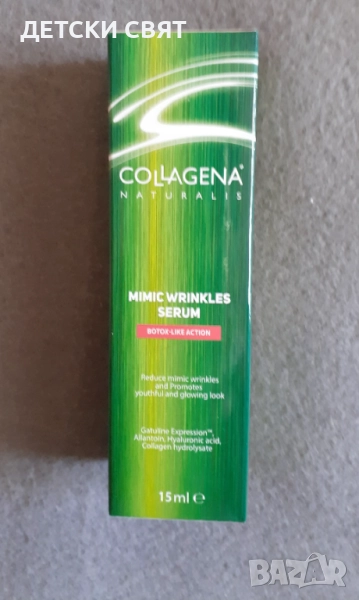 ДЕТСКИ СВЯТ
COLLAGENA
NATURALIS
MIMIC WRINKLES
SERUM
BOTOX-LIKE ACTION
Reduce mimic wrinkles
and Promotes
youthful and glowing look
Gatuline Expression™,
Allantoin, Hyaluronic acid,
Collagen hydrolysate
15ml ℮
BAZAR